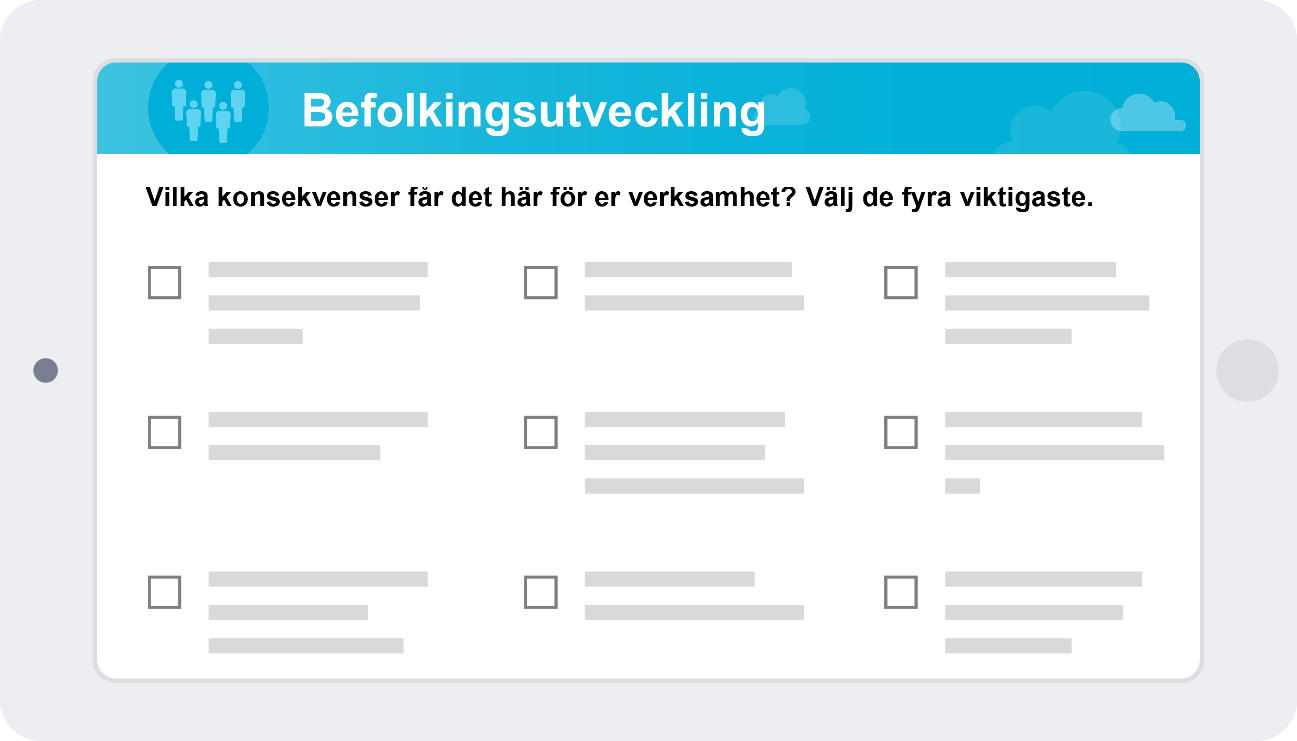 Befolkingsutveckling
Vilka konsekvenser får det här för er verksamhet? Välj de fyra viktigaste.